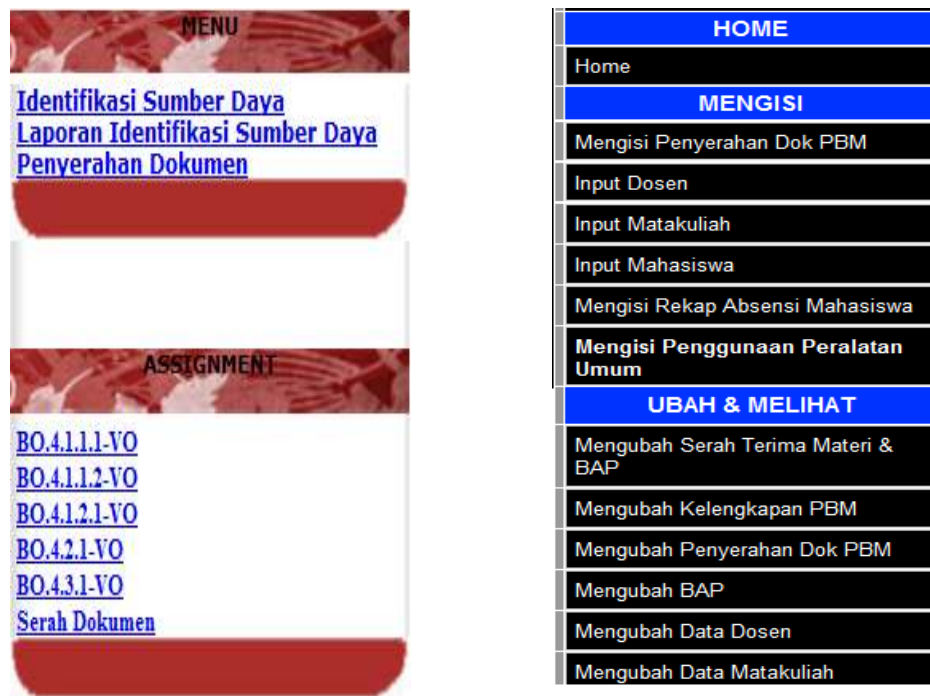 MENU
Identifikasi Sumber Daya
Laporan Identifikasi Sumber Daya
Penyerahan Dokumen
ASSIGNMENT
BO.4.1.1.1-VO
BO.4.1.1.2-VO
BO.4.1.2.1-VO
BO.4.2.1-VO
BO.4.3.1-VO
Serah Dokumen
HOME
Home
MENGISI
Mengisi Penyerahan Dok PBM
Input Dosen
Input Matakuliah
Input Mahasiswa
Mengisi Rekap Absensi Mahasiswa
Mengisi Penggunaan Peralatan
Umum
UBAH & MELIHAT
Mengubah Serah Terima Materi &
BAP
Mengubah Kelengkapan PBM
Mengubah Penyerahan Dok PBM
Mengubah BAP
Mengubah Data Dosen
Mengubah Data Matakuliah